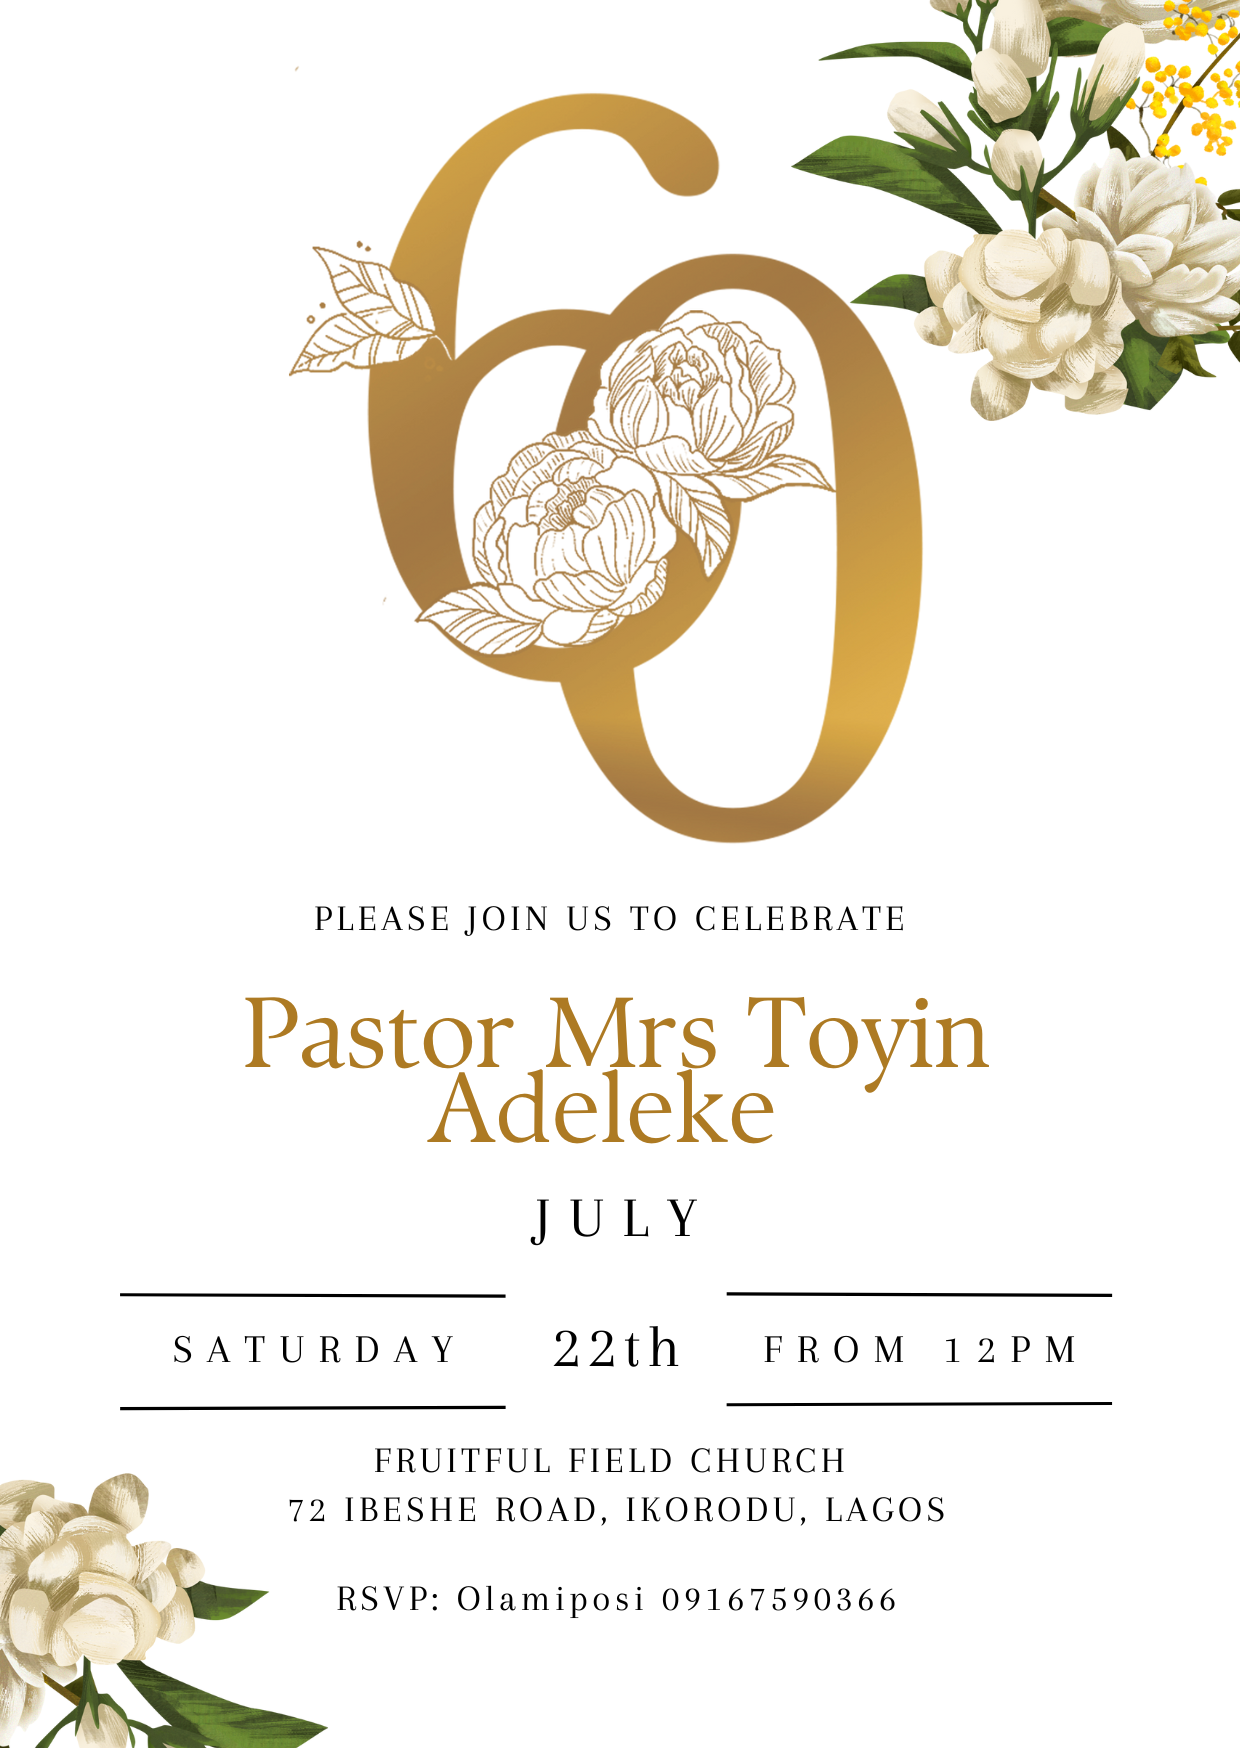 60
PLEASE JOIN US TO CELEBRATE
Pastor Mrs Toyin
Adeleke
JULY
SATURDAY 22th FROM 12PM
FRUITFUL FIELD CHURCH
72 IBESHE ROAD, IKORODU, LAGOS
RSVP: Olamiposi 09167590366